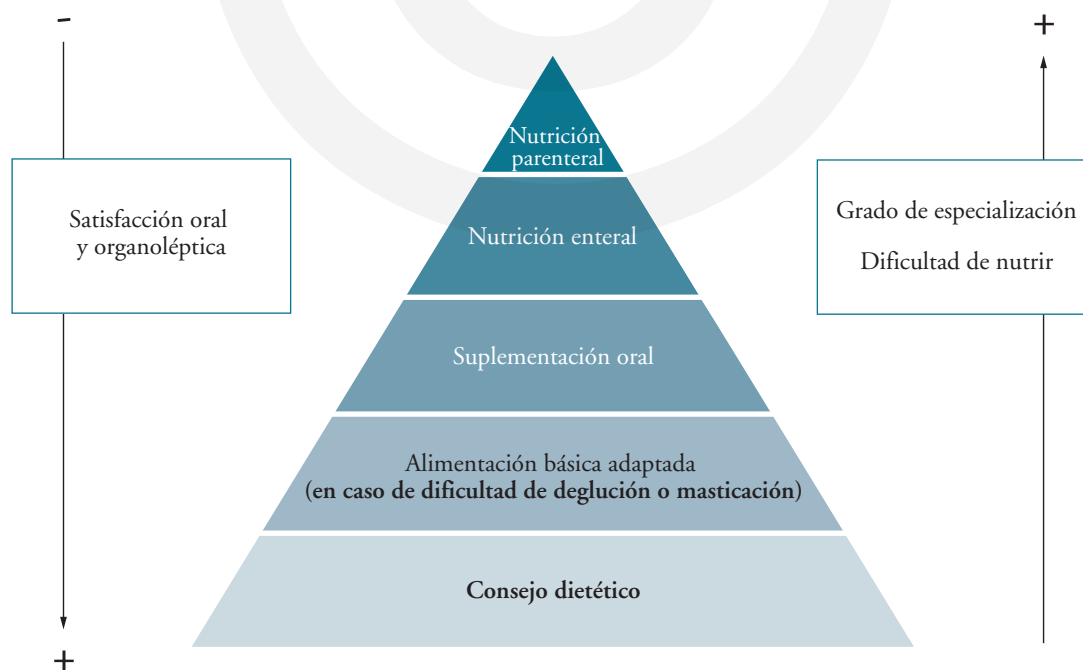 -
+
Nutrición
parenteral
Satisfacción oral
y organoléptica
Grado de especialización
Dificultad de nutrir
Nutrición enteral
Suplementación oral
Alimentación básica adaptada
(en caso de dificultad de deglución o masticación)
Consejo dietético
+